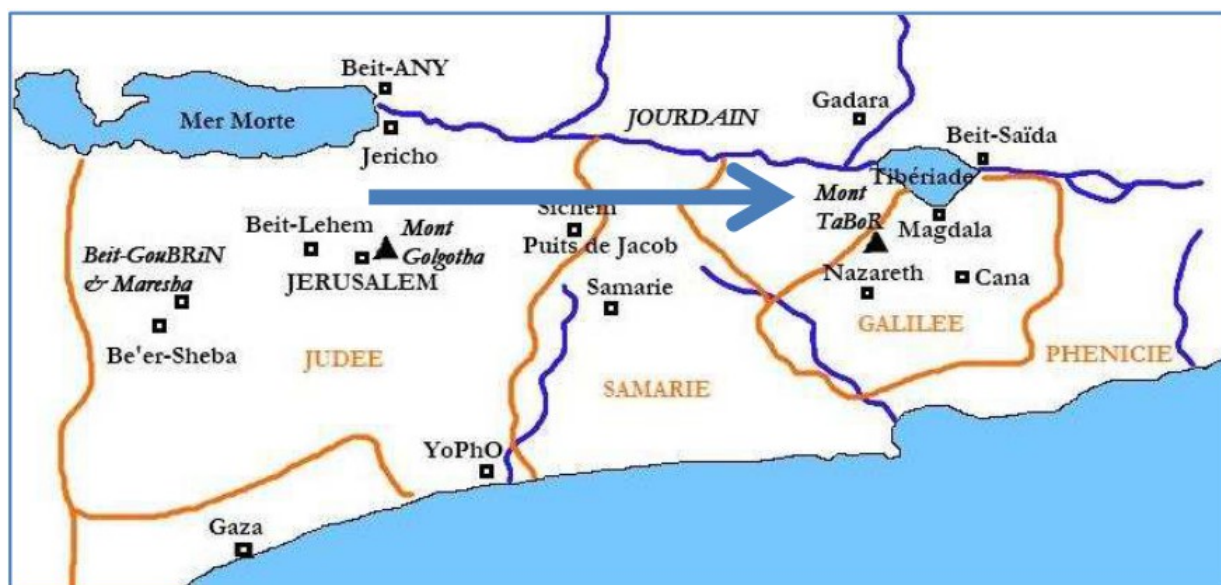 Beit-ANY
Mer Morte
Jericho
JOURDAIN
Gadara
Beit-Saïda
Tibériade
Mont
TaBoR
Magdala
Beit-Lehem
Mont
Golgotha
JERUSALEM
Beit-GouBRiN
& Maresha
Be'er-Sheba
Sichem
Puits de Jacob
Samarie
Nazareth
Cana
GALILEE
PHENICIE
JUDEE
SAMARIE
YoPhO
Gaza